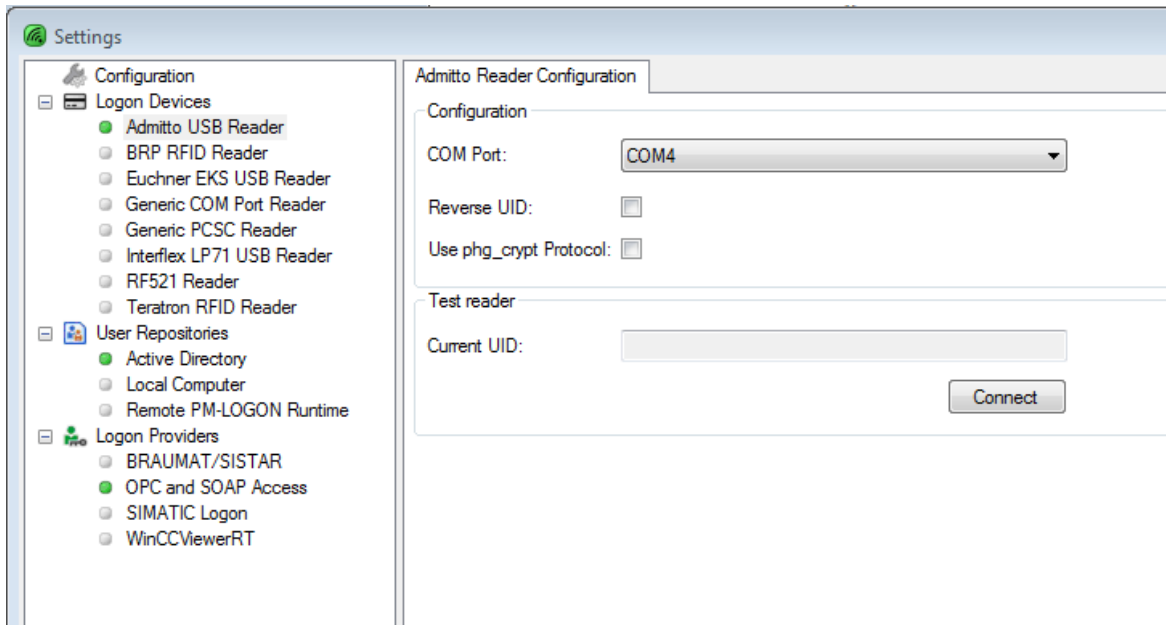 Settings
Configuration
Logon Devices
Admitto USB Reader
BRP RFID Reader
Euchner EKS USB Reader
Generic COM Port Reader
Generic PCSC Reader
Interflex LP71 USB Reader
RF521 Reader
Teratron RFID Reader
User Repositories
Active Directory
Local Computer
Remote PM-LOGON Runtime
Logon Providers
BRAUMAT/SISTAR
OPC and SOAP Access
SIMATIC Logon
WinCCViewerRT
Admitto Reader Configuration
Configuration
COM Port: COM4
Reverse UID:
Use phg_crypt Protocol:
Test reader
Current UID:
Connect